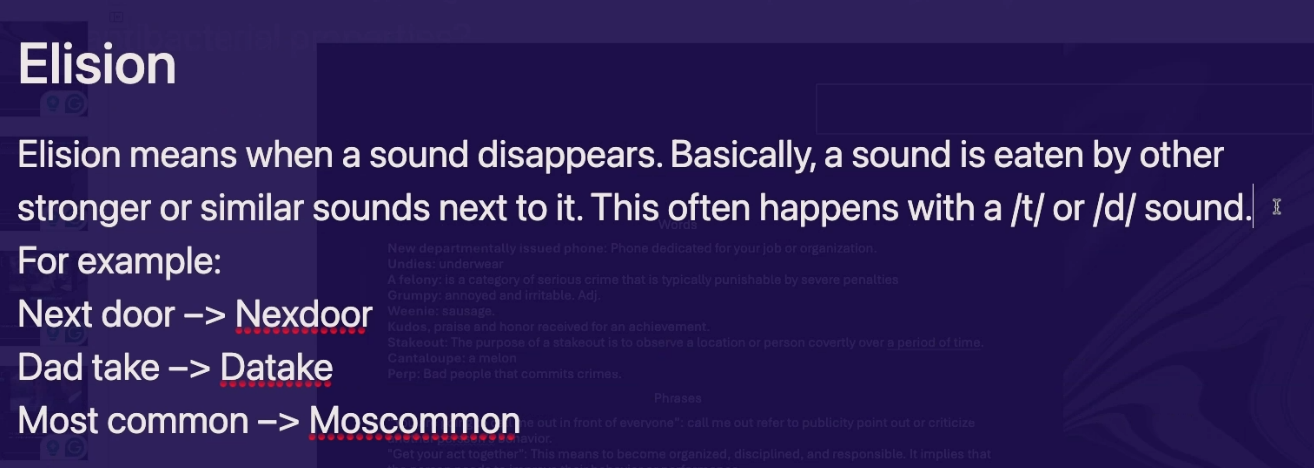 Elision
Elision means when a sound disappears. Basically, a sound is eaten by other
stronger or similar sounds next to it. This often happens with a /t/ or /d/ sound.
Words
New departmentally issued phone: Phone dedicated for your job or organization.
For example:
Undies: underwear
A felony: is a category of serious crime that is typically punishable by severe penalties
Grumpy: annoyed and irritable. Adj.
Next door –> Nexdoor
Weenie: sausage.
Kudos, praise and honor received for an achievement.
Stakeout: The purpose of a stakeout is to observe a location or person covertly over a period of time.
Dad take –> Datake
Cantaloupe: a melon
Perp: Bad people that commits crimes.
Phrases
Most common –> Moscommon
out in front of everyone": call me out refer to publicity point out or criticize
"Get your act together": This means to become organized, disciplined, and responsible. It implies that